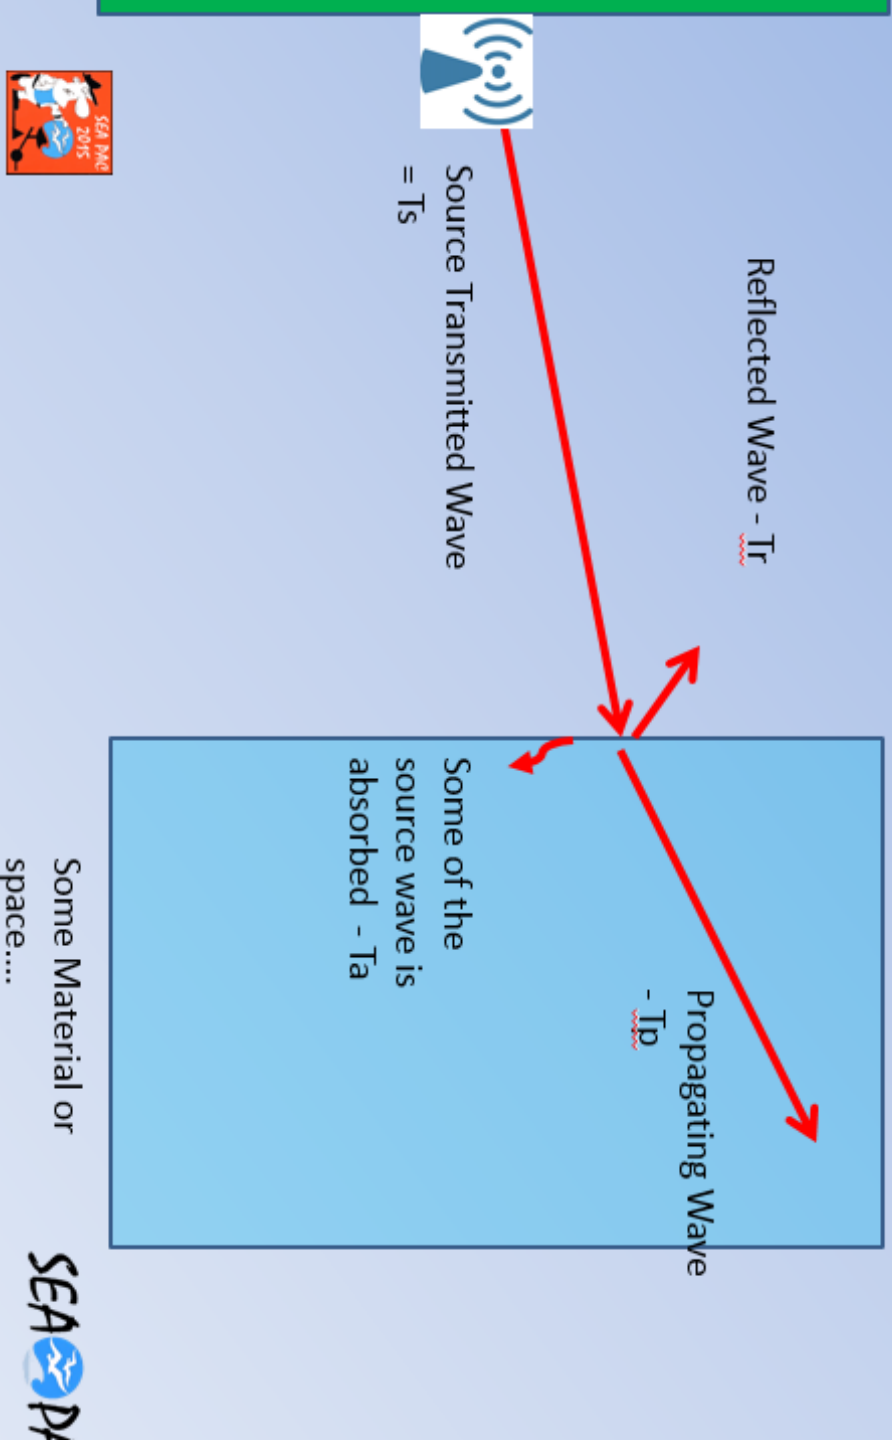 Reflected Wave - Tr
Source Transmitted Wave
= Ts
Propagating Wave
- Tp
Some of the
source wave is
absorbed - Ta
Some Material or
space....
SEA PAC
2015
SEA PA